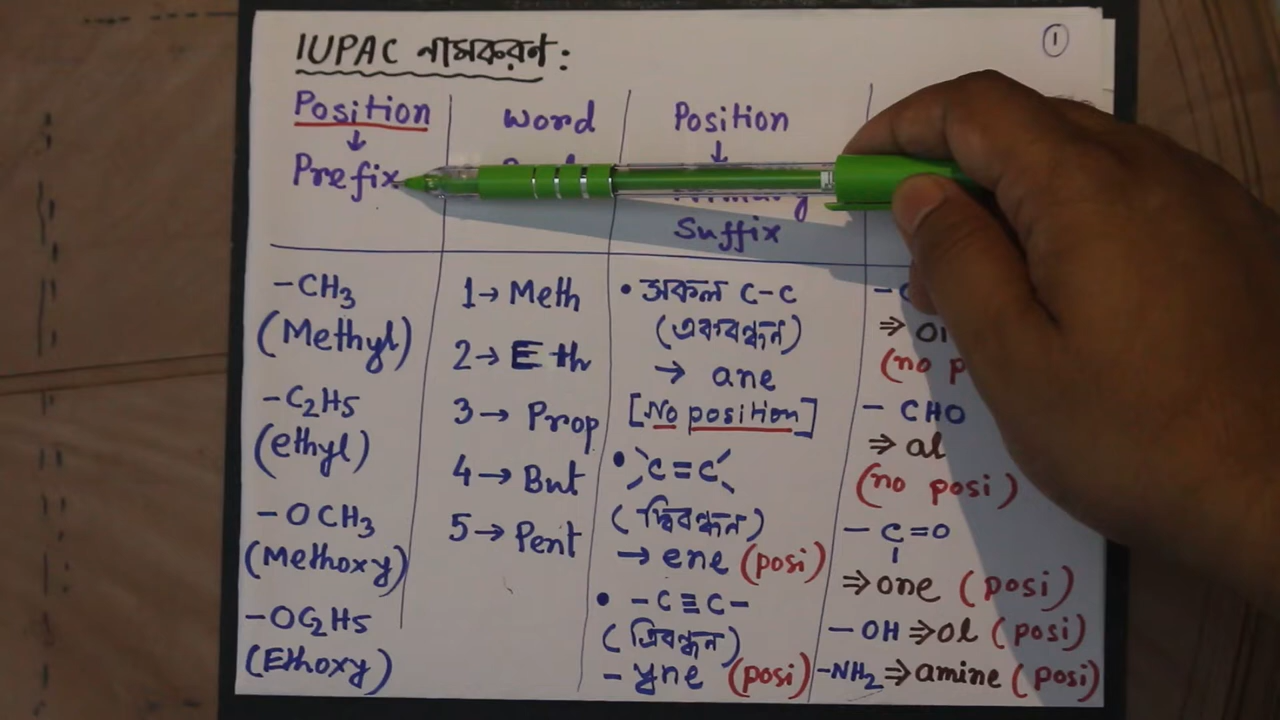 IUPAC নামকরণ:
1
Position
↓
Prefix
-CH3
(Methyl)
-C2H5
(ethyl)
-OCH3
(Methoxy)
-OC2H5
(Ethoxy)
Word
1→ Meth
2→ Eth
3→ Prop
4→ But
5→ Pent
Position
↓
Suffix
• সকল C-C
(একবন্ধন)
→ ane
[No position]
• >C=C<
(দ্বিবন্ধন)
→ ene (posi)
• -C≡C-
(ত্রিবন্ধন)
- yne (posi)
(no
- CHO
⇒ al
(no posi)
- C=O
⇒ one (posi)
- OH ⇒ ol (posi)
-NH2 ⇒ amine (posi)